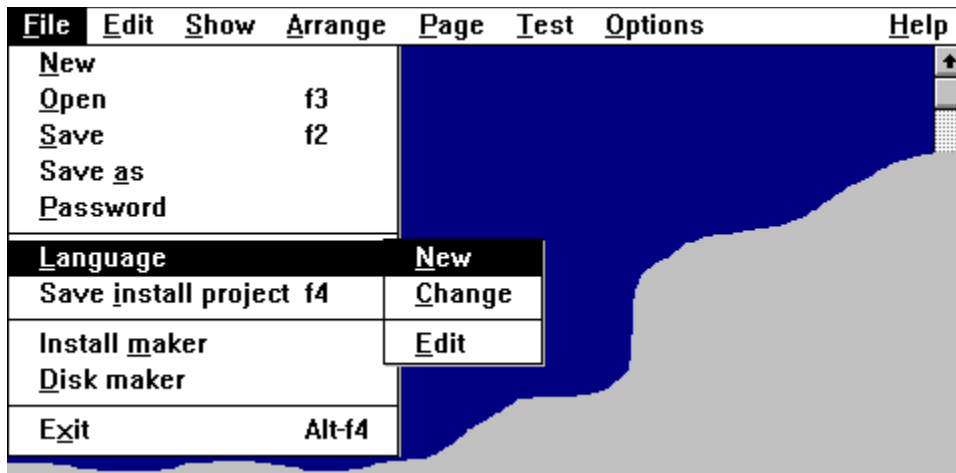 File Edit Show Arrange Page Test Options Help
New
Open f3
Save f2
Save as
Password
Language New
Save install project f4 Change
Install maker Edit
Disk maker
Exit Alt-f4